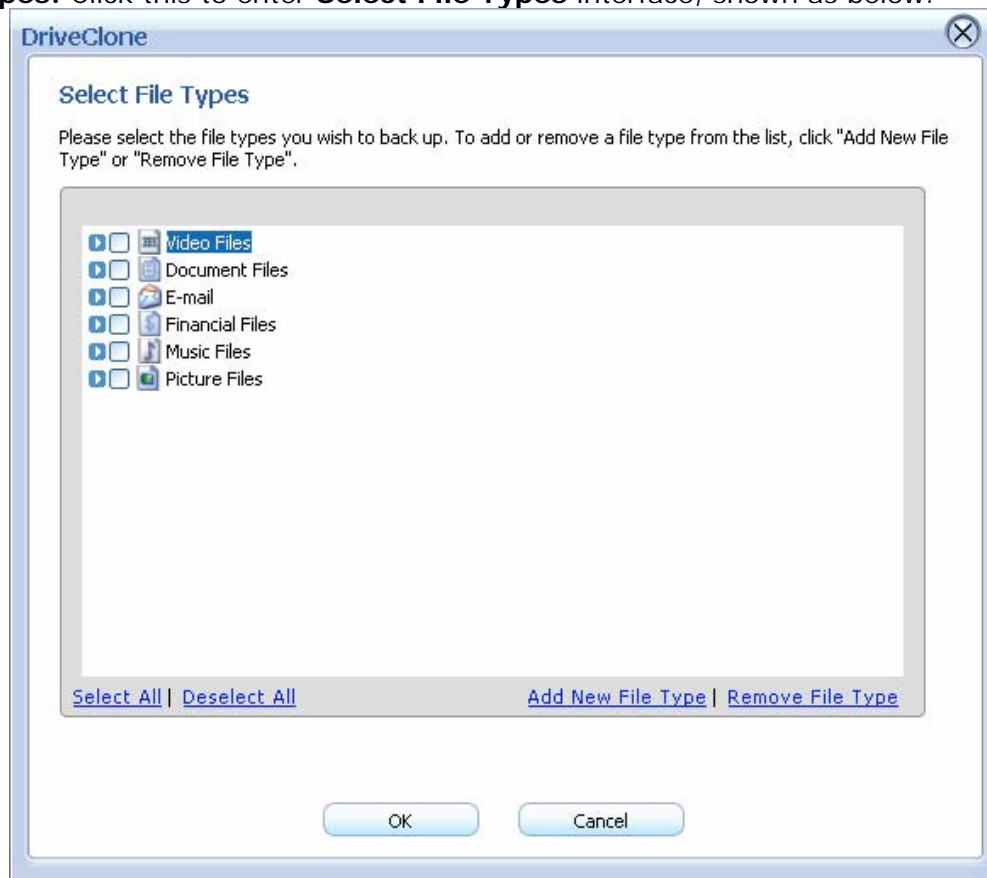 pes: Click this to enter Select File Types interface, shown as below:
DriveClone
Select File Types
Please select the file types you wish to back up. To add or remove a file type from the list, click "Add New File
Type" or "Remove File Type".
Video Files
Document Files
E-mail
Financial Files
Music Files
Picture Files
Select All | Deselect All Add New File Type | Remove File Type
OK Cancel